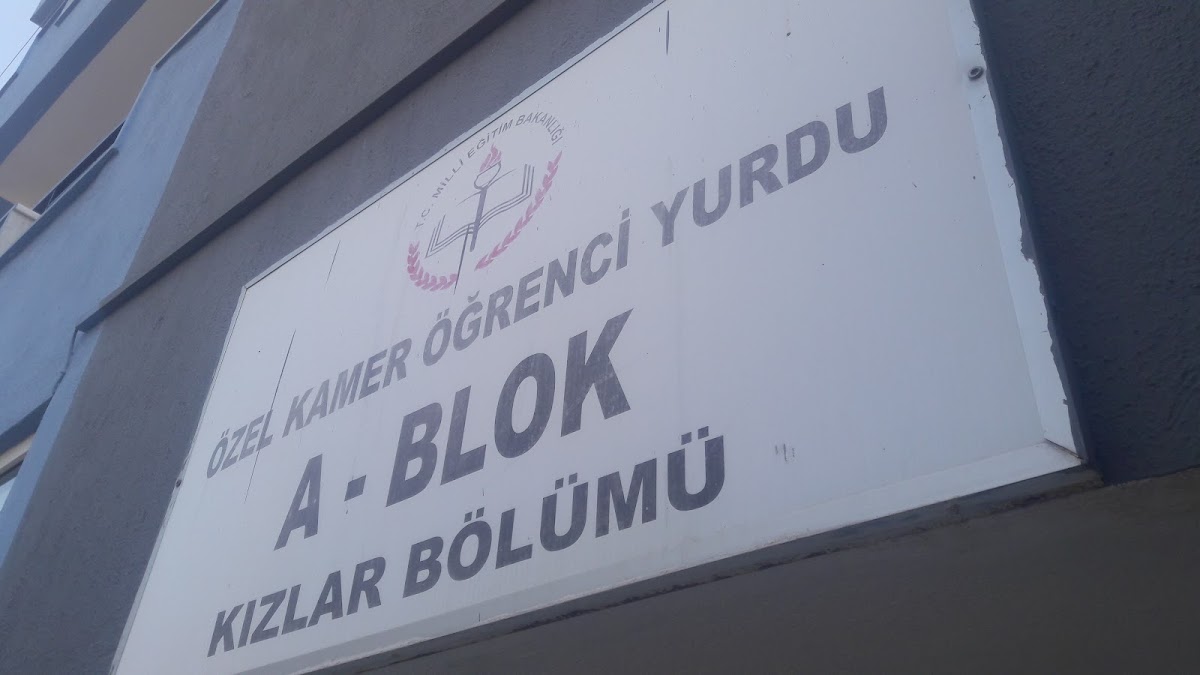 T.C. - MİLLİ EĞİTİM BAKANLIĞI
ÖZEL KAMER ÖĞRENCİ YURDU
A - BLOK
KIZLAR BÖLÜMÜ